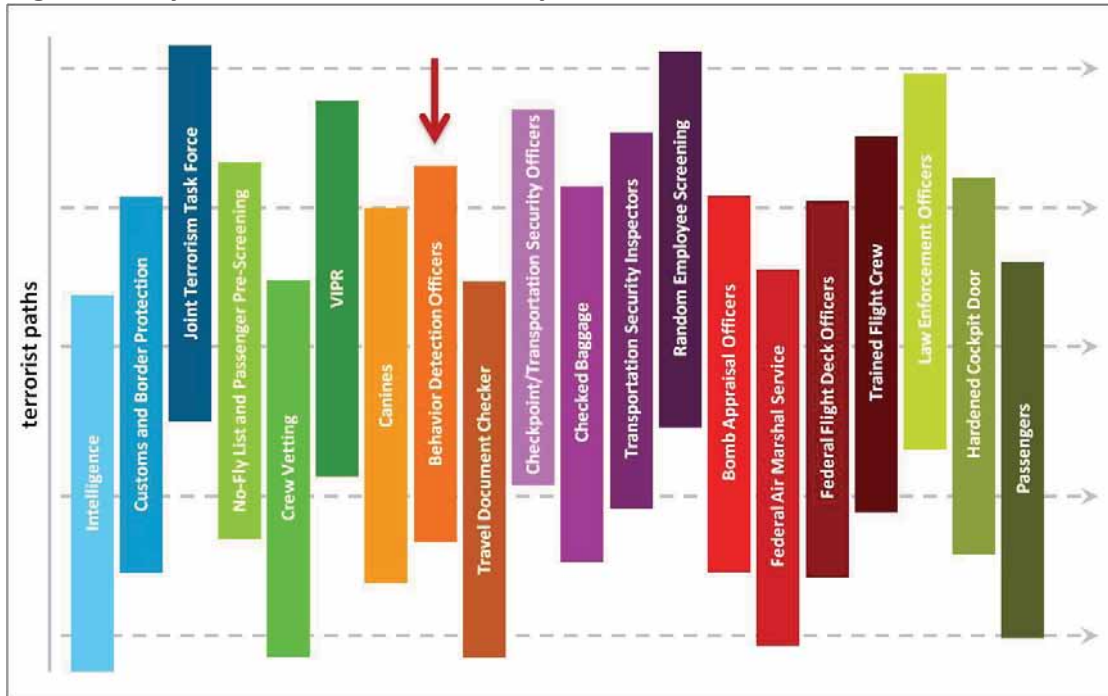 terrorist paths
Intelligence
Customs and Border Protection
Joint Terrorism Task Force
No-Fly List and Passenger Pre-Screening
Crew Vetting
VIPR
Canines
Behavior Detection Officers
Travel Document Checker
Checkpoint/Transportation Security Officers
Checked Baggage
Transportation Security Inspectors
Random Employee Screening
Bomb Appraisal Officers
Federal Air Marshal Service
Federal Flight Deck Officers
Trained Flight Crew
Law Enforcement Officers
Hardened Cockpit Door
Passengers